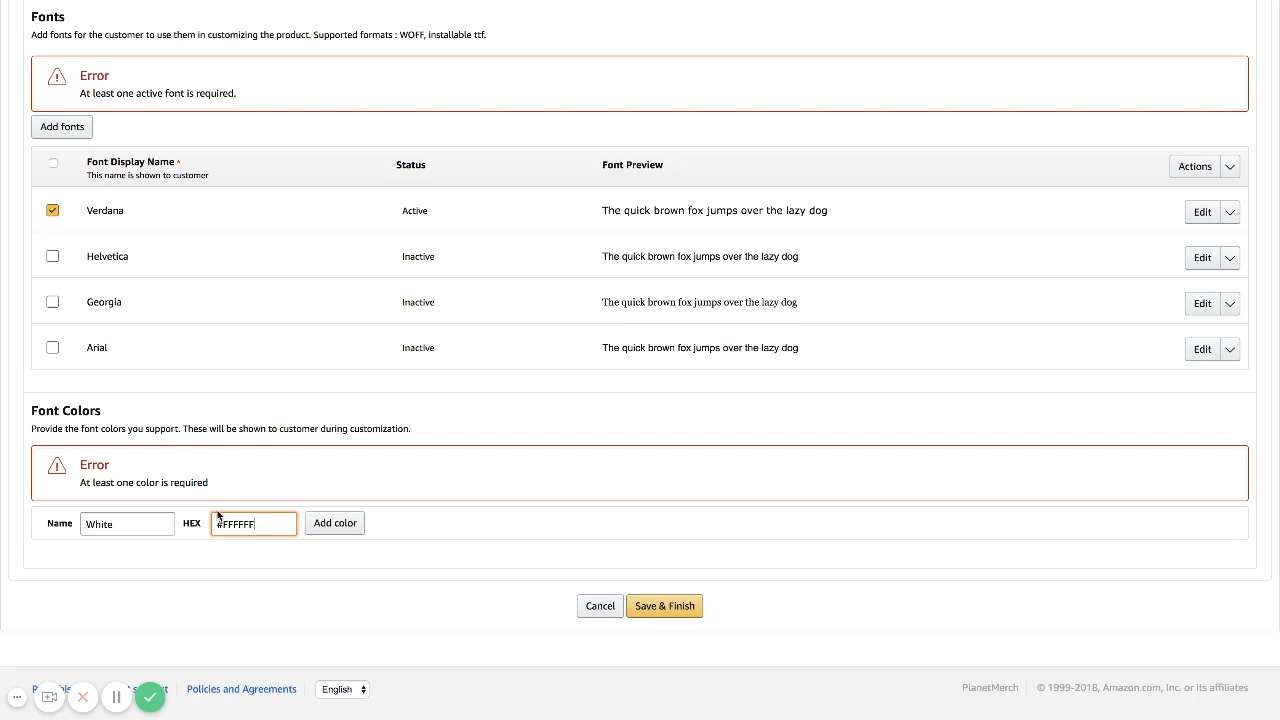 Fonts
Add fonts for the customer to use them in customizing the product. Supported formats : WOFF, installable ttf.
Error
At least one active font is required.
Add fonts
Font Display Name * Status Font Preview Actions
This name is shown to customer
Verdana Active The quick brown fox jumps over the lazy dog Edit
Helvetica Inactive The quick brown fox jumps over the lazy dog Edit
Georgia Inactive The quick brown fox jumps over the lazy dog Edit
Arial Inactive The quick brown fox jumps over the lazy dog Edit
Font Colors
Provide the font colors you support. These will be shown to customer during customization.
Error
At least one color is required
Name White HEX #FFFFFF Add color
Cancel Save & Finish
Policies and Agreements English PlanetMerch © 1999-2018, Amazon.com, Inc. or its affiliates